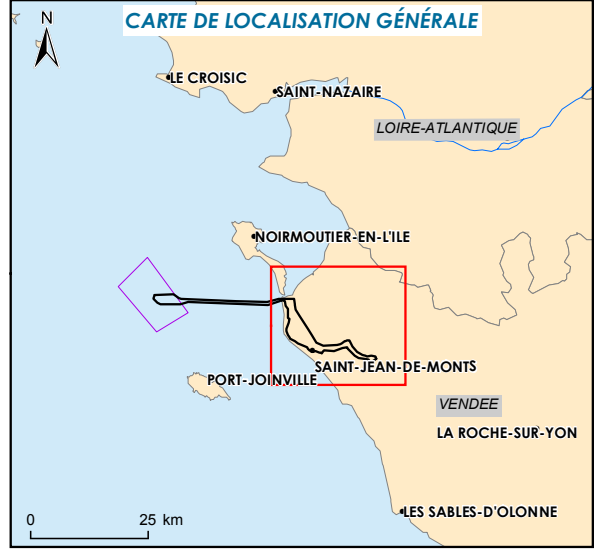 CARTE DE LOCALISATION GÉNÉRALE
N
LE CROISIC
SAINT-NAZAIRE
LOIRE-ATLANTIQUE
NOIRMOUTIER-EN-L'ILE
SAINT-JEAN-DE-MONTS
PORT-JOINVILLE
VENDEE
LA ROCHE-SUR-YON
LES SABLES-D'OLONNE
0 25 km